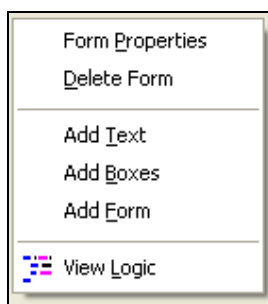 Form Properties
Delete Form
Add Text
Add Boxes
Add Form
View Logic